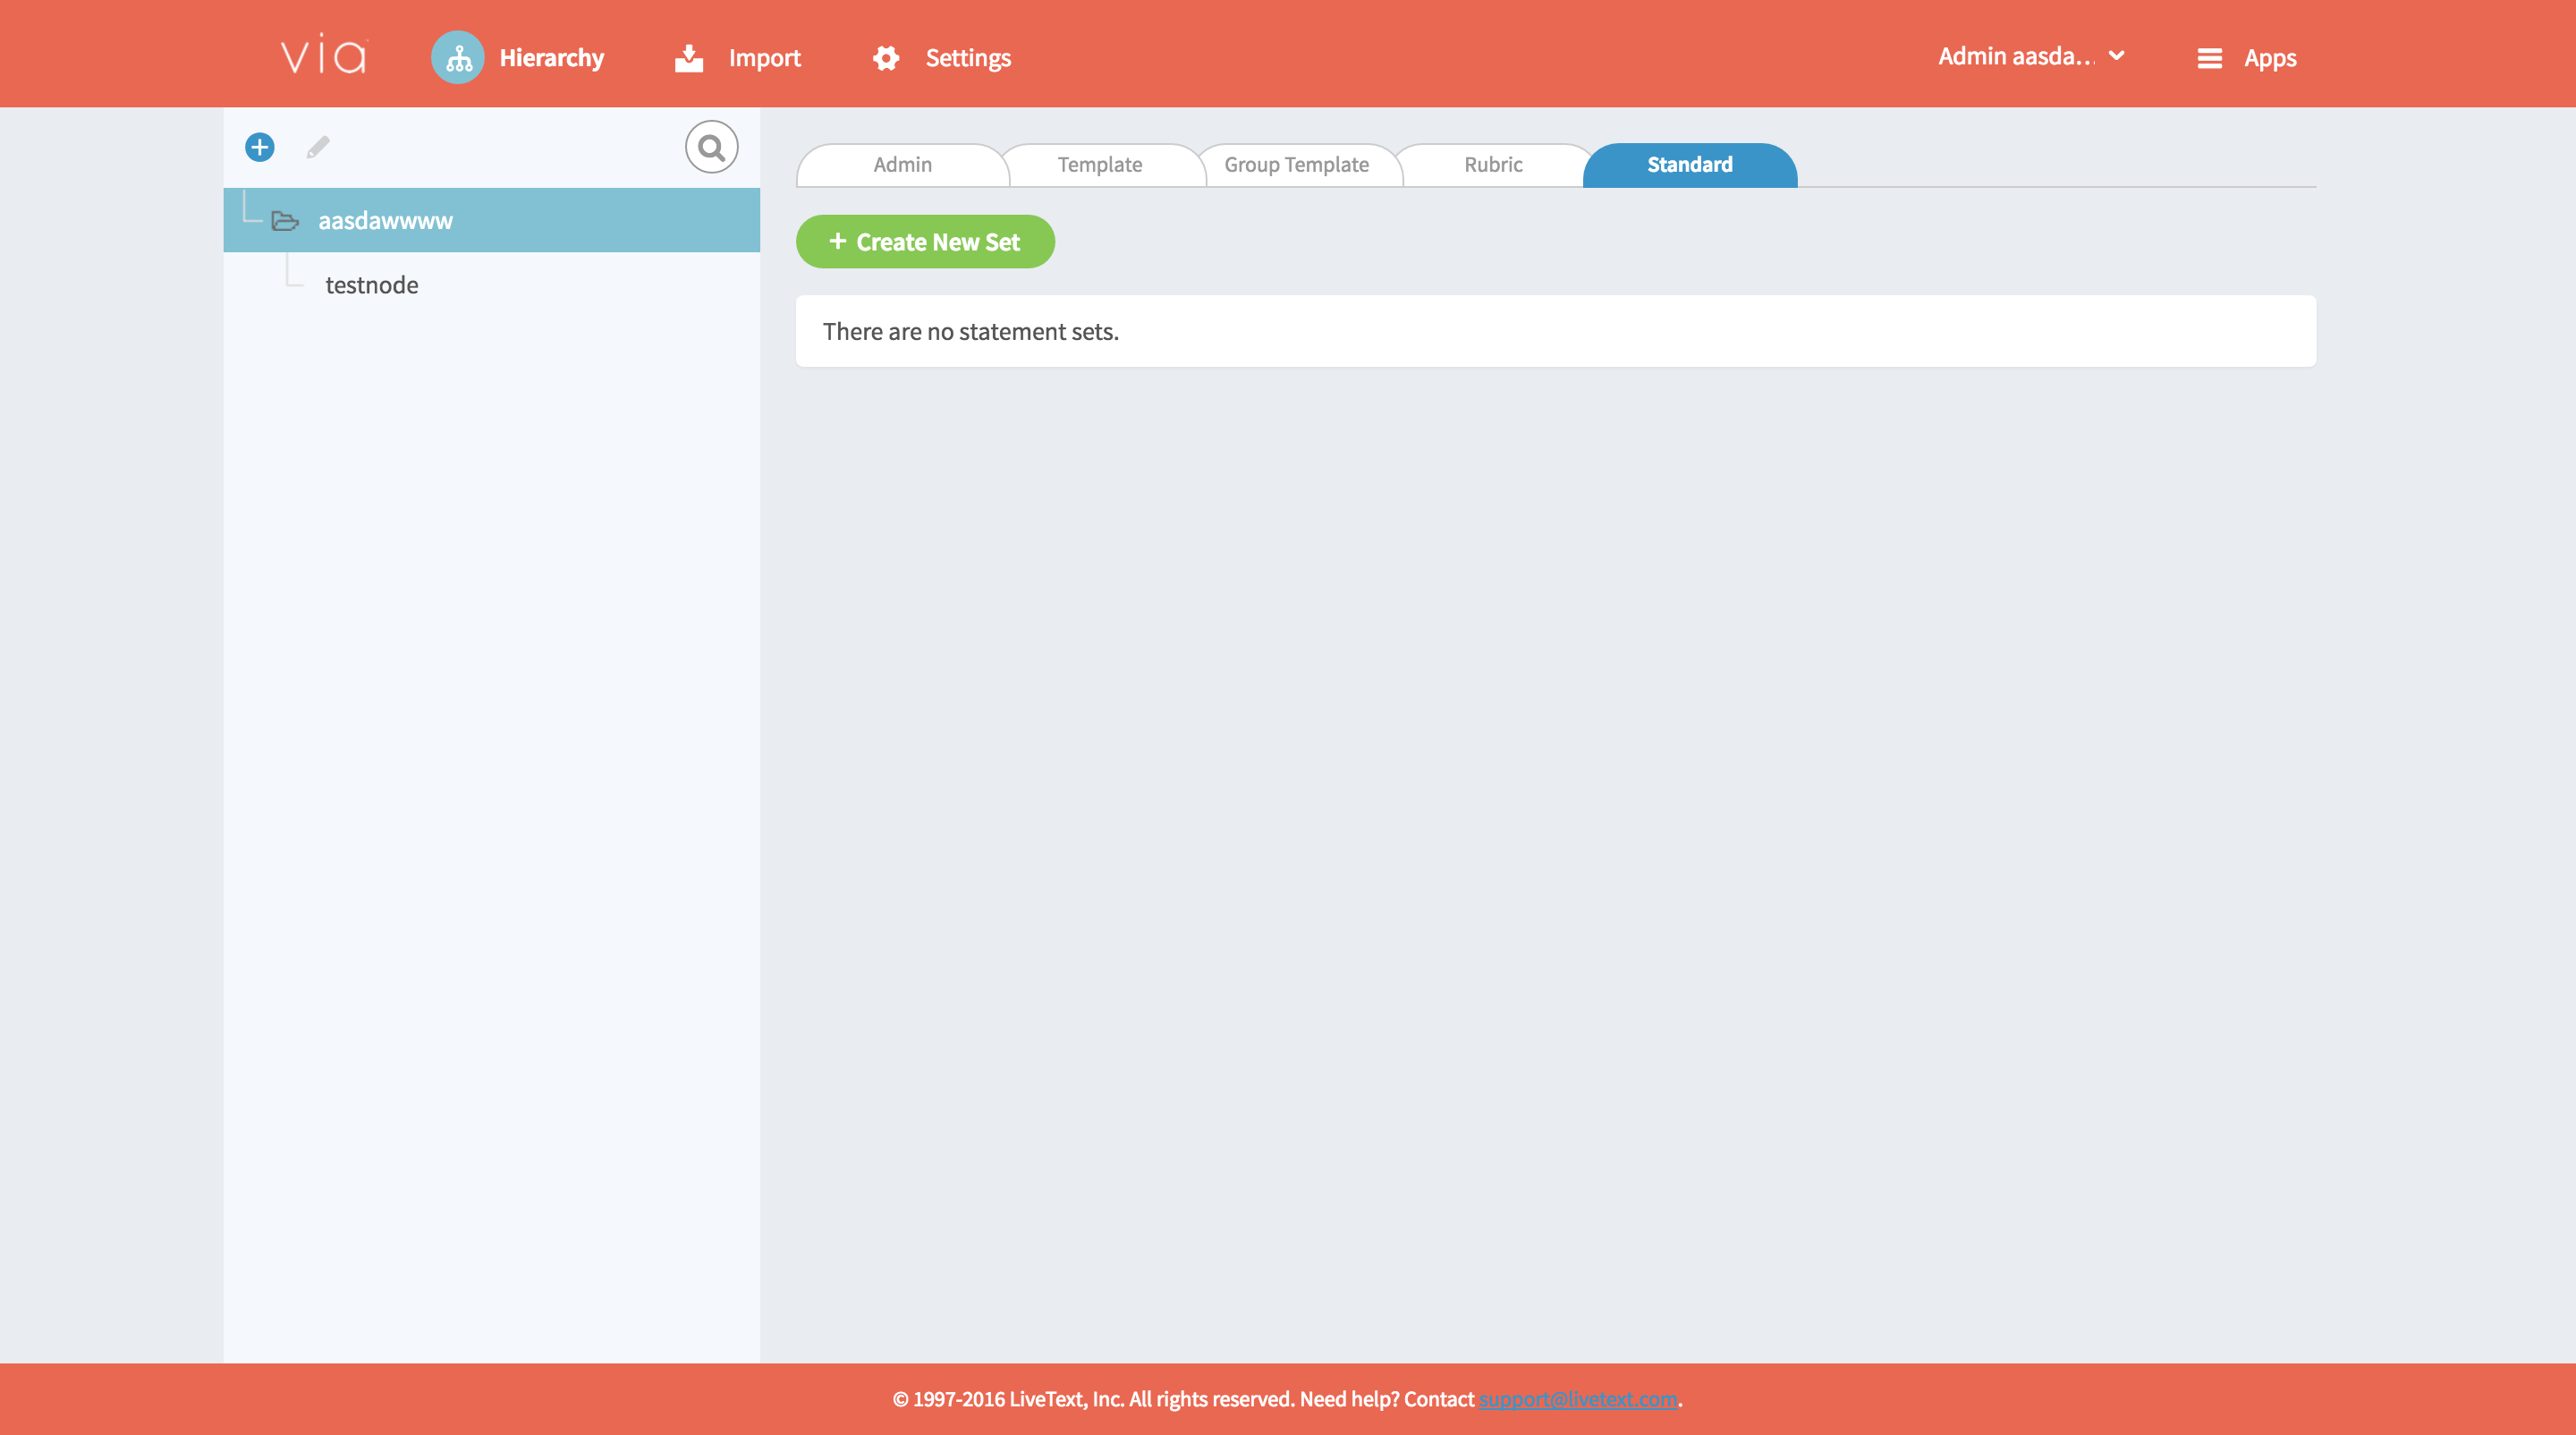 via Hierarchy Import Settings Admin aasda... Apps
Admin Template Group Template Rubric Standard
aasdawwww
+ Create New Set
testnode
There are no statement sets.
© 1997-2016 LiveText, Inc. All rights reserved. Need help? Contact support@livetext.com.